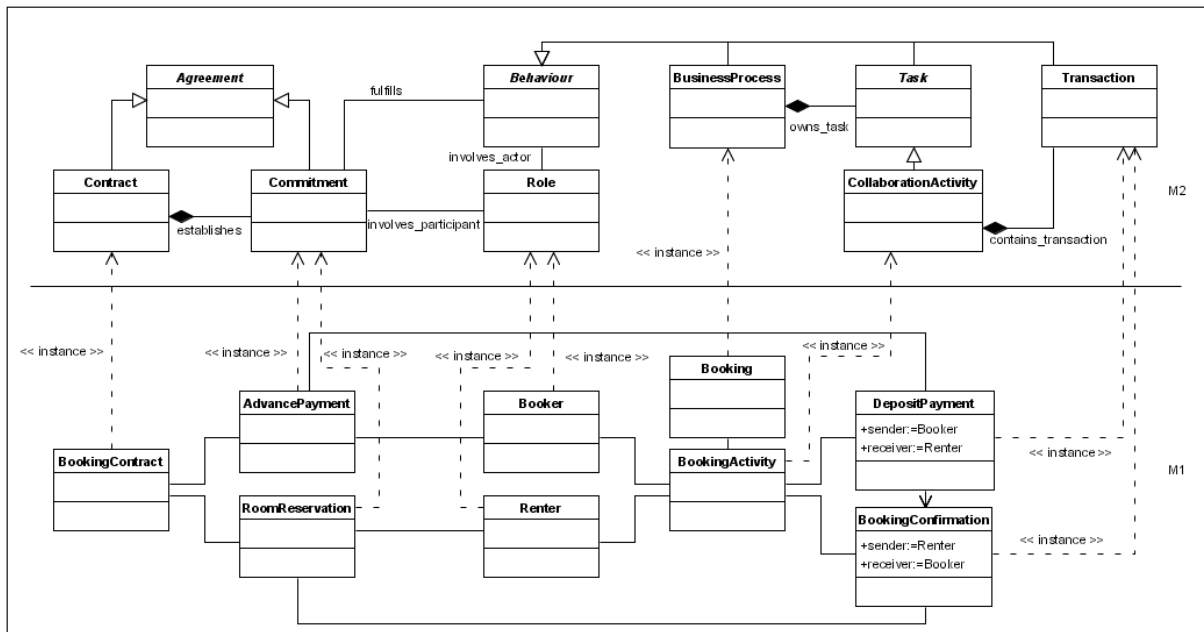 Agreement
Behaviour
BusinessProcess
Task
Transaction
fulfills
owns_task
involves_actor
Contract
Commitment
Role
CollaborationActivity
M2
establishes
involves_participant
contains_transaction
<< instance >>
<< instance >>
<< instance >>
<< instance >>
<< instance >>
<< instance >>
<< instance >>
Booking
AdvancePayment
Booker
DepositPayment
+sender:=Booker
+receiver:=Renter
<< instance >>
BookingContract
BookingActivity
M1
RoomReservation
Renter
BookingConfirmation
+sender:=Renter
+receiver:=Booker
<< instance >>